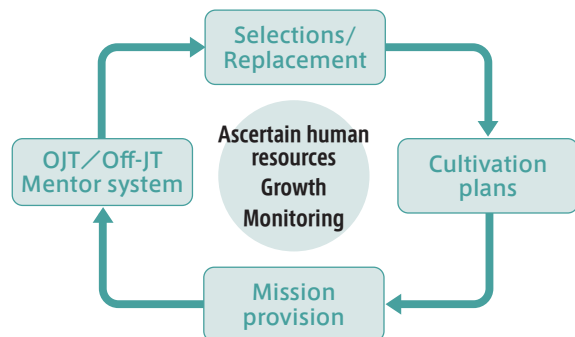 Selections/
Replacement
Ascertain human
resources
Growth
Monitoring
OJT／Off-JT
Mentor system
Cultivation
plans
Mission
provision